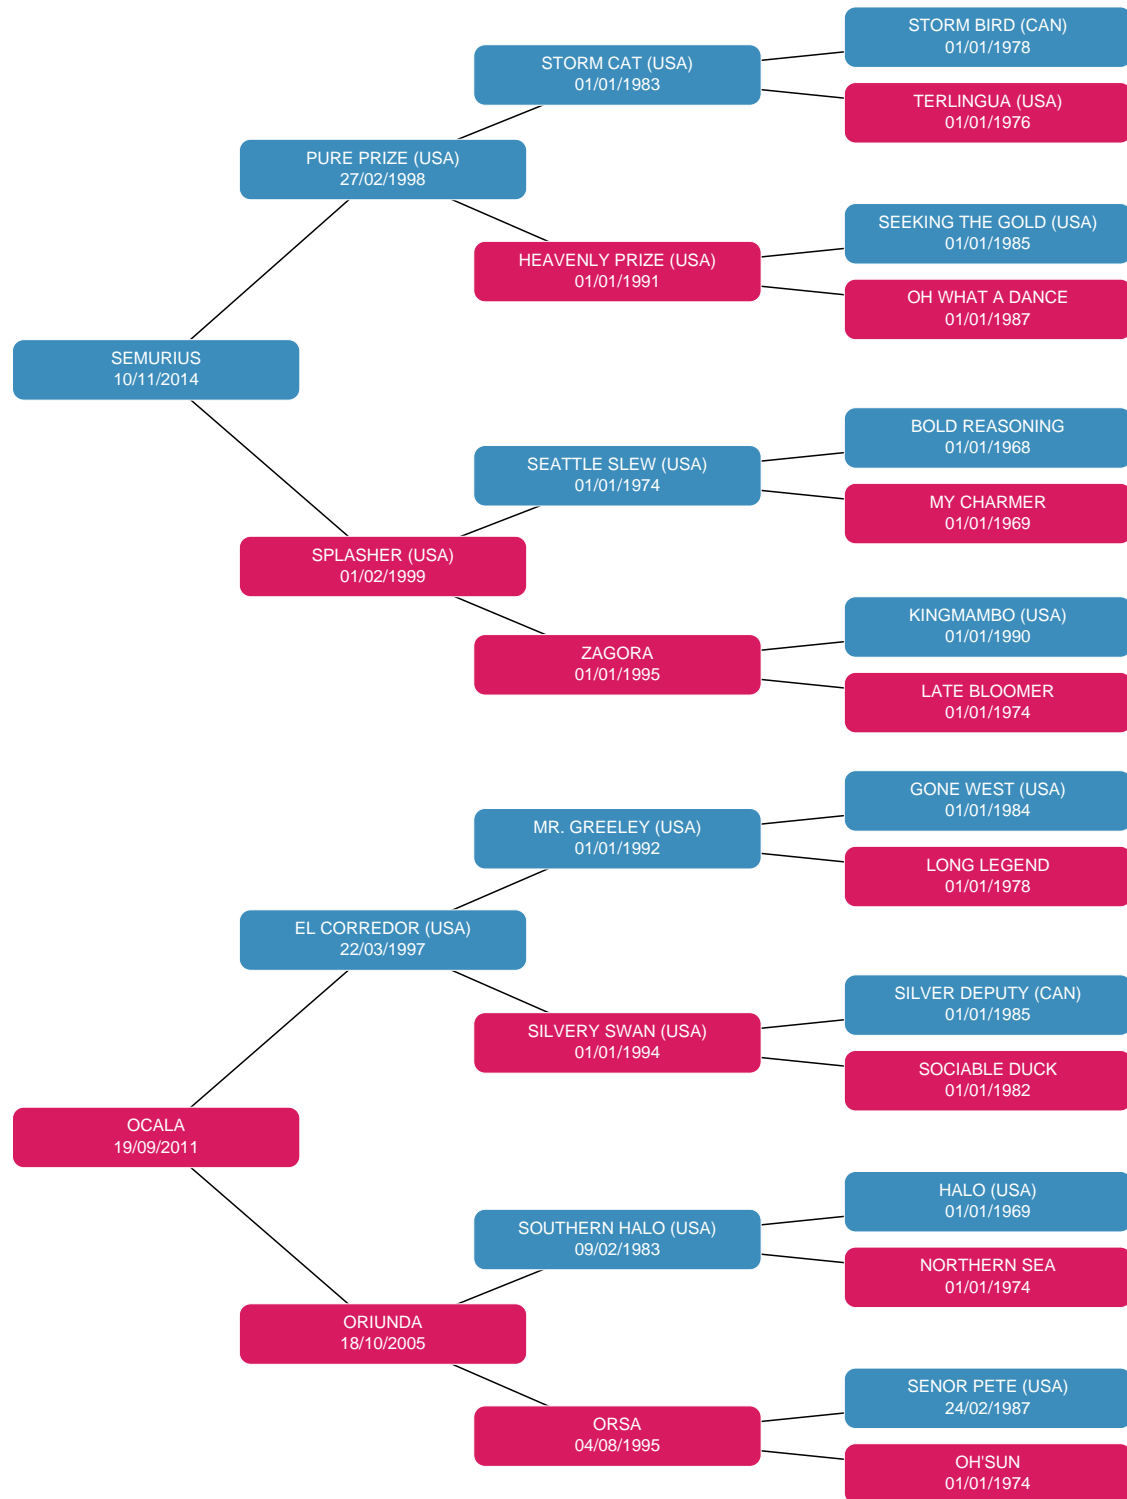 STORM BIRD (CAN)
01/01/1978
STORM CAT (USA)
01/01/1983
TERLINGUA (USA)
01/01/1976
PURE PRIZE (USA)
27/02/1998
SEEKING THE GOLD (USA)
01/01/1985
HEAVENLY PRIZE (USA)
01/01/1991
OH WHAT A DANCE
01/01/1987
SEMURIUS
10/11/2014
BOLD REASONING
01/01/1968
SEATTLE SLEW (USA)
01/01/1974
MY CHARMER
01/01/1969
SPLASHER (USA)
01/02/1999
KINGMAMBO (USA)
01/01/1990
ZAGORA
01/01/1995
LATE BLOOMER
01/01/1974
GONE WEST (USA)
01/01/1984
MR. GREELEY (USA)
01/01/1992
LONG LEGEND
01/01/1978
EL CORREDOR (USA)
22/03/1997
SILVER DEPUTY (CAN)
01/01/1985
SILVERY SWAN (USA)
01/01/1994
SOCIABLE DUCK
01/01/1982
OCALA
19/09/2011
HALO (USA)
01/01/1969
SOUTHERN HALO (USA)
09/02/1983
NORTHERN SEA
01/01/1974
ORIUNDA
18/10/2005
SENOR PETE (USA)
24/02/1987
ORSA
04/08/1995
OH'SUN
01/01/1974